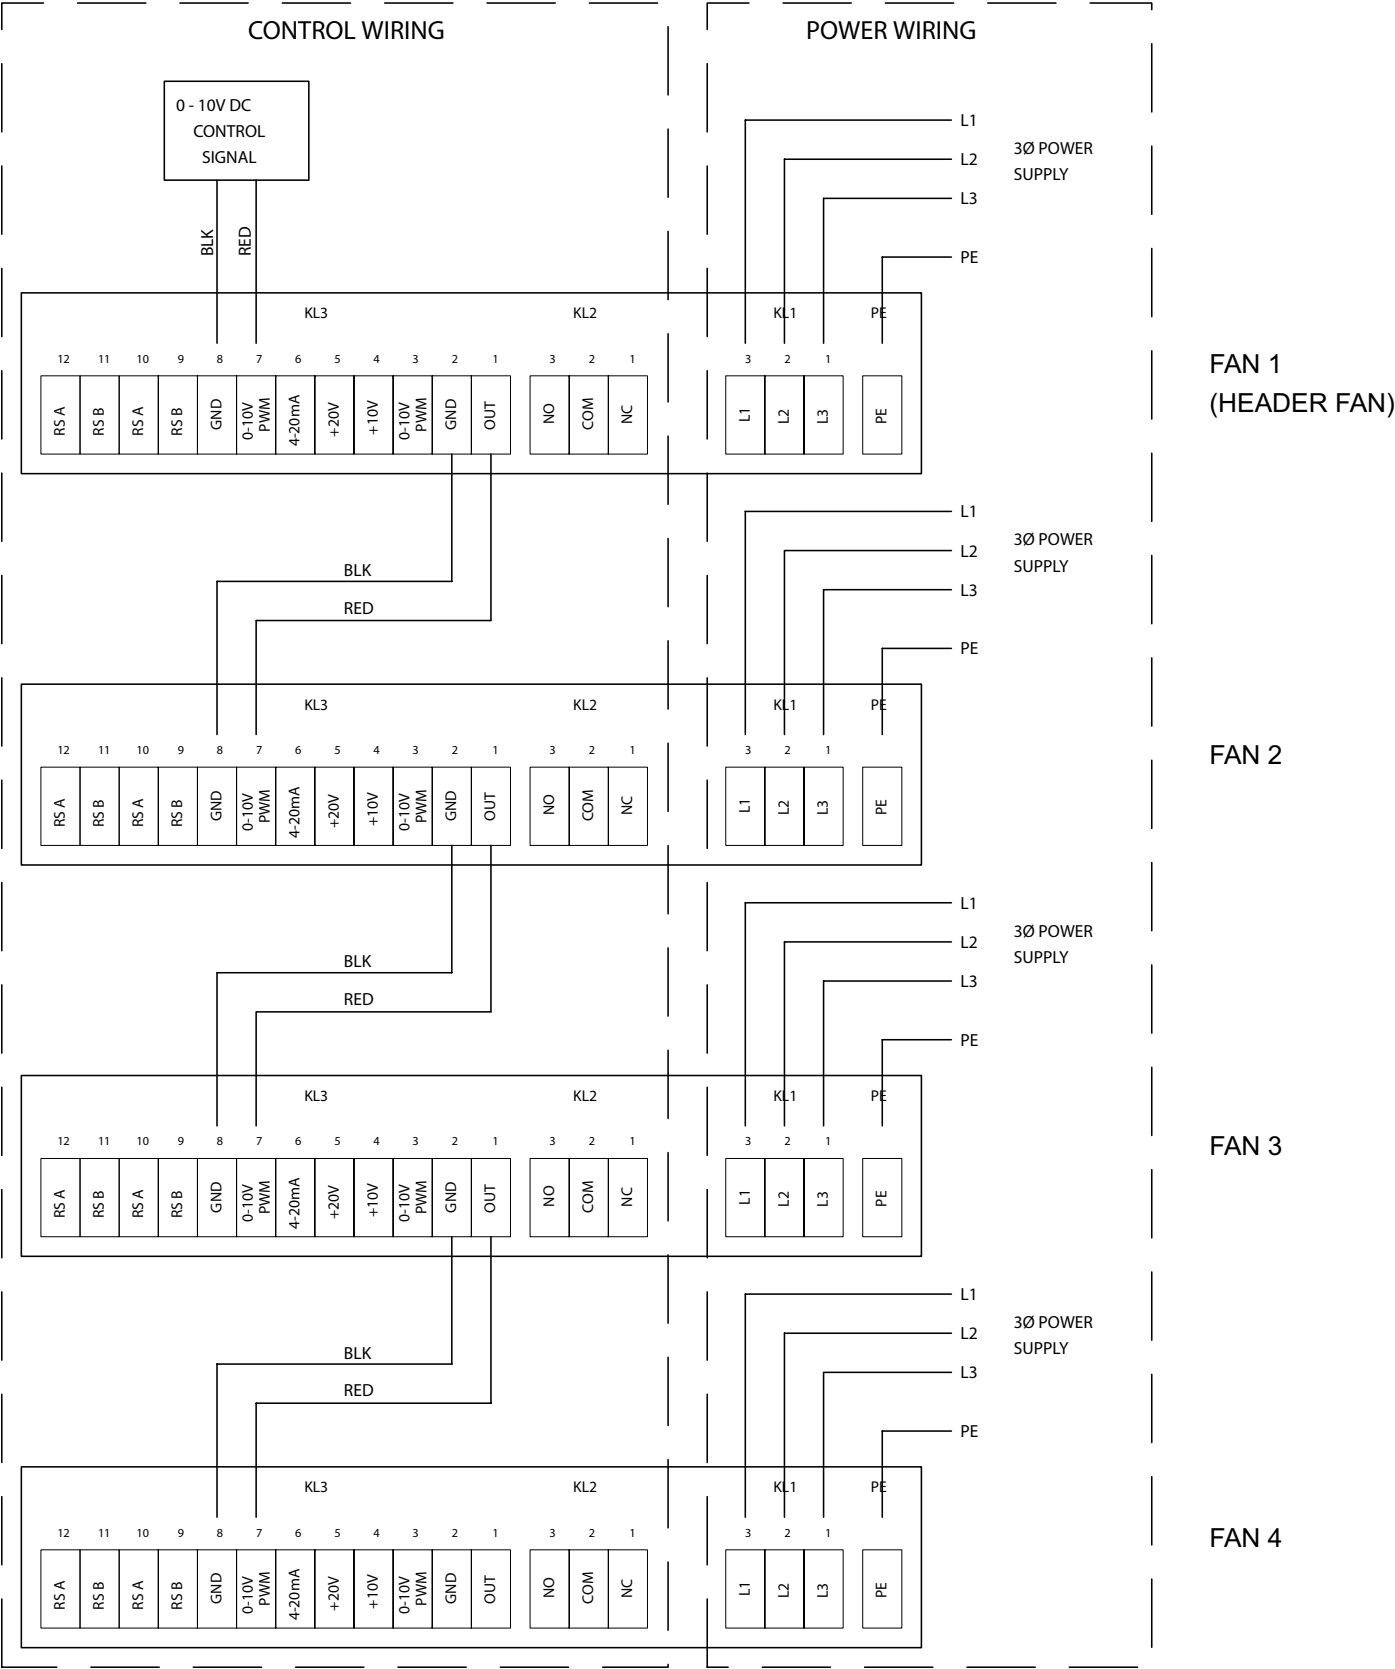 CONTROL WIRING
POWER WIRING
0 - 10V DC
CONTROL
SIGNAL
BLK
RED
L1
L2
L3
PE
3Ø POWER
SUPPLY
KL3 KL2 KL1 PE
12 11 10 9 8 7 6 5 4 3 2 1 3 2 1 3 2 1
RS A
RS B
RS A
RS B
GND
0-10V
PWM
4-20mA
+20V
+10V
0-10V
PWM
GND
OUT
NO
COM
NC
L1
L2
L3
PE
FAN 1
(HEADER FAN)
BLK
RED
L1
L2
L3
PE
3Ø POWER
SUPPLY
KL3 KL2 KL1 PE
12 11 10 9 8 7 6 5 4 3 2 1 3 2 1 3 2 1
RS A
RS B
RS A
RS B
GND
0-10V
PWM
4-20mA
+20V
+10V
0-10V
PWM
GND
OUT
NO
COM
NC
L1
L2
L3
PE
FAN 2
BLK
RED
L1
L2
L3
PE
3Ø POWER
SUPPLY
KL3 KL2 KL1 PE
12 11 10 9 8 7 6 5 4 3 2 1 3 2 1 3 2 1
RS A
RS B
RS A
RS B
GND
0-10V
PWM
4-20mA
+20V
+10V
0-10V
PWM
GND
OUT
NO
COM
NC
L1
L2
L3
PE
FAN 3
BLK
RED
L1
L2
L3
PE
3Ø POWER
SUPPLY
KL3 KL2 KL1 PE
12 11 10 9 8 7 6 5 4 3 2 1 3 2 1 3 2 1
RS A
RS B
RS A
RS B
GND
0-10V
PWM
4-20mA
+20V
+10V
0-10V
PWM
GND
OUT
NO
COM
NC
L1
L2
L3
PE
FAN 4